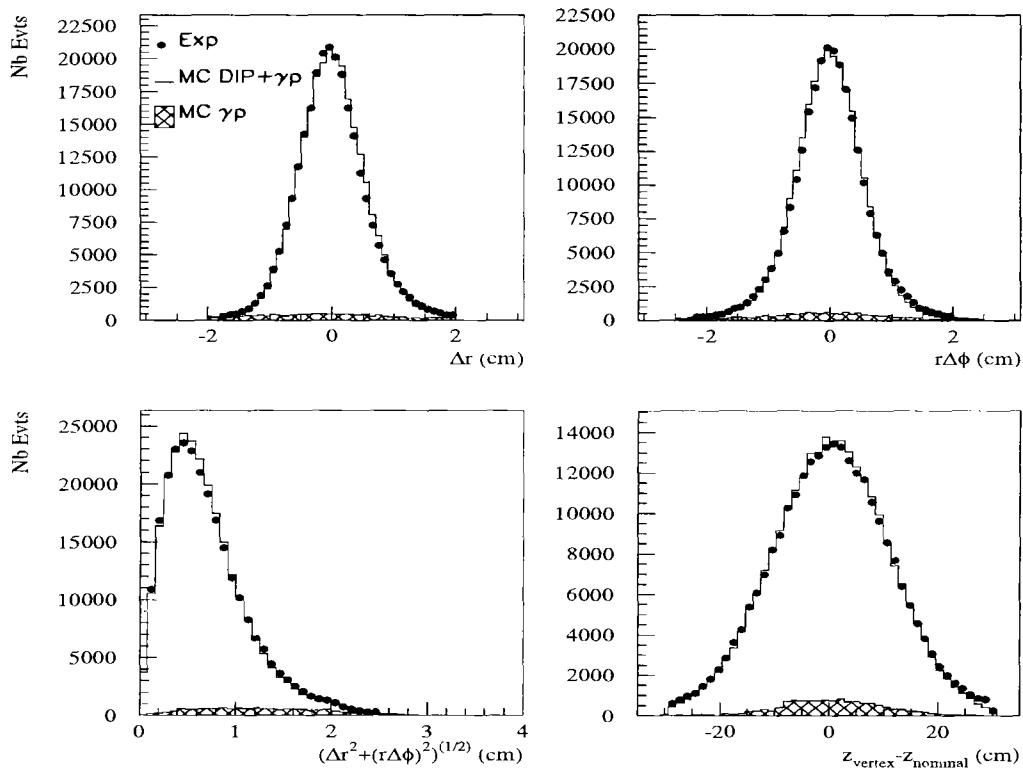 Nb Evts
22500
20000
17500
15000
12500
10000
7500
5000
2500
0
Exp
MC DIP+γp
MC γp
-2 0 2
Δr (cm)
22500
20000
17500
15000
12500
10000
7500
5000
2500
0
-2 0 2
rΔϕ (cm)
Nb Evts
25000
20000
15000
10000
5000
0
0 1 2 3 4
(Δr²+(rΔϕ)²)^(1/2) (cm)
14000
12000
10000
8000
6000
4000
2000
0
-20 0 20
z_vertex-z_nominal (cm)